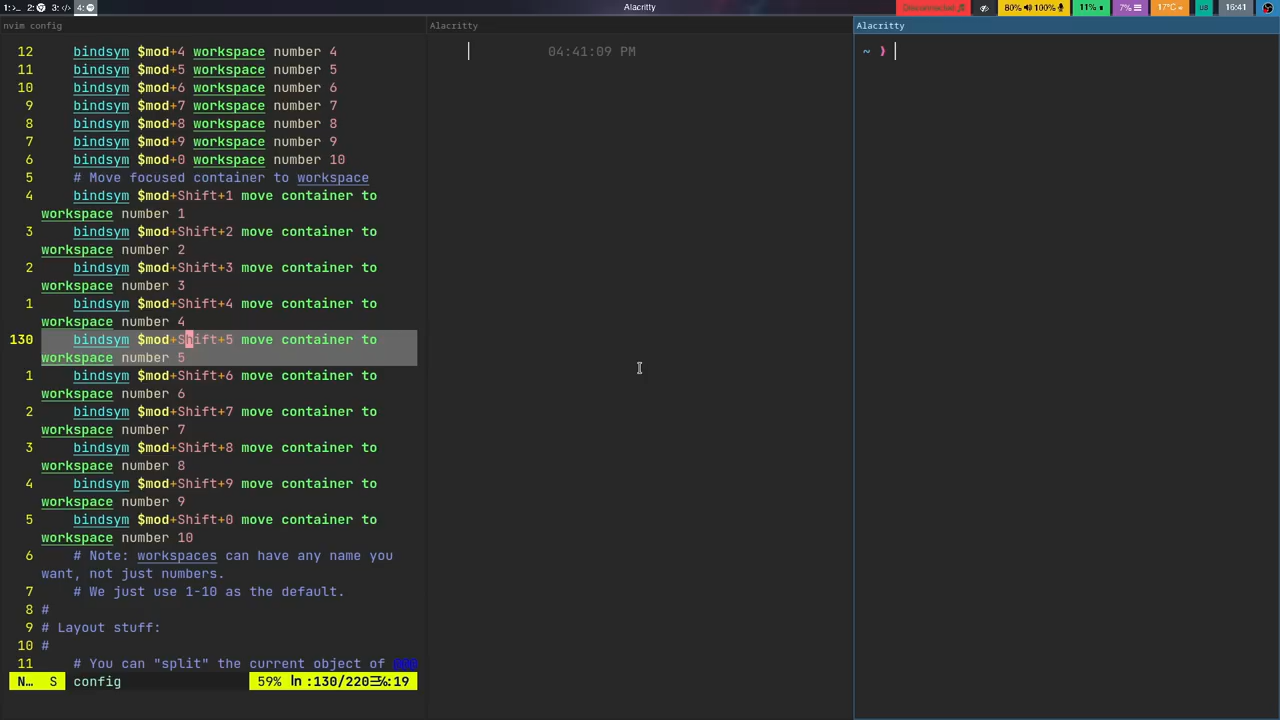 1: 2: 3: 4:
Alacritty
Disconnected 80% 100% 11% 7% 17°C us 16:41
nvim config
Alacritty
Alacritty
12 bindsym $mod+4 workspace number 4
11 bindsym $mod+5 workspace number 5
10 bindsym $mod+6 workspace number 6
9 bindsym $mod+7 workspace number 7
8 bindsym $mod+8 workspace number 8
7 bindsym $mod+9 workspace number 9
6 bindsym $mod+0 workspace number 10
5 # Move focused container to workspace
4 bindsym $mod+Shift+1 move container to
workspace number 1
3 bindsym $mod+Shift+2 move container to
workspace number 2
2 bindsym $mod+Shift+3 move container to
workspace number 3
1 bindsym $mod+Shift+4 move container to
workspace number 4
130 bindsym $mod+Shift+5 move container to
workspace number 5
1 bindsym $mod+Shift+6 move container to
workspace number 6
2 bindsym $mod+Shift+7 move container to
workspace number 7
3 bindsym $mod+Shift+8 move container to
workspace number 8
4 bindsym $mod+Shift+9 move container to
workspace number 9
5 bindsym $mod+Shift+0 move container to
workspace number 10
6 # Note: workspaces can have any name you
want, not just numbers.
7 # We just use 1-10 as the default.
8 #
9 # Layout stuff:
10 #
11 # You can "split" the current object of @@@
N… S config 59% ln :130/220 :19
04:41:09 PM
~ ❯